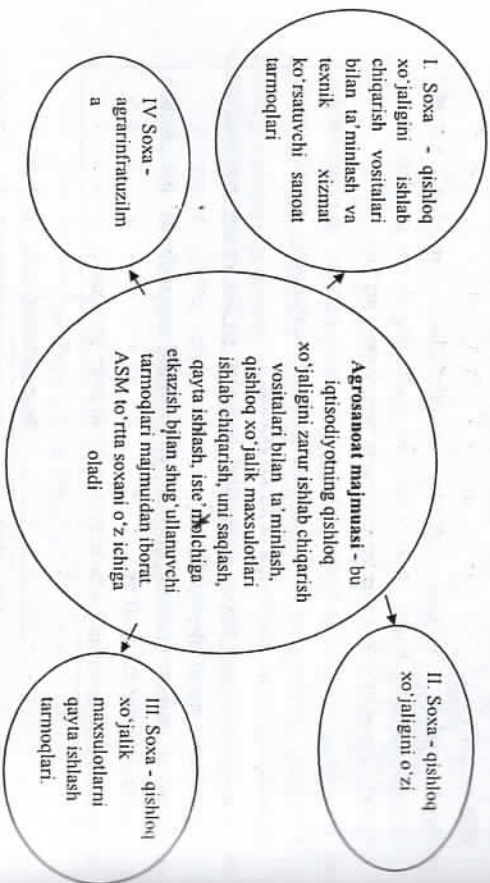 I. Soxa - qishloq
xo'jaligini ishlab
chiqarish vositalari
bilan ta'minlash va
texnik xizmat
ko'rsatuvchi sanoat
tarmoqlari
II. Soxa - qishloq
xo'jaligini o'zi
Agrosanoat majmuasi - bu
iqtisodiyotning qishloq
xo'jaligini zarur ishlab chiqarish
vositalari bilan ta'minlash,
qishloq xo'jalik maxsulotlari
ishlab chiqarish, uni saqlash,
qayta ishlash, iste'molchiga
etkazish bilan shug'ullanuvchi
tarmoqlari majmuidan iborat.
ASM to'rita soxani o'z ichiga
oladi
IV Soxa -
agrarinfratuzilm
a
III. Soxa - qishloq
xo'jalik
maxsulotlarni
qayta ishlash
tarmoqlari.